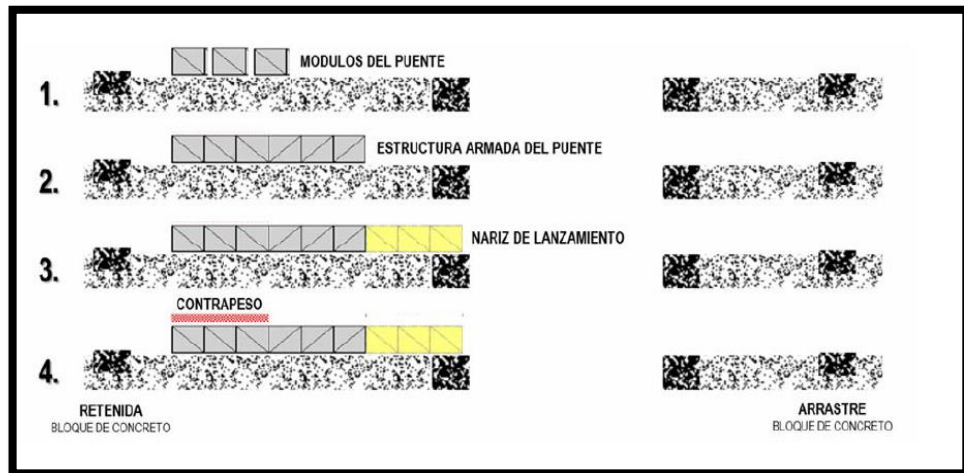 1.
MODULOS DEL PUENTE
2.
ESTRUCTURA ARMADA DEL PUENTE
3.
NARIZ DE LANZAMIENTO
CONTRAPESO
4.
RETENIDA
BLOQUE DE CONCRETO
ARRASTRE
BLOQUE DE CONCRETO